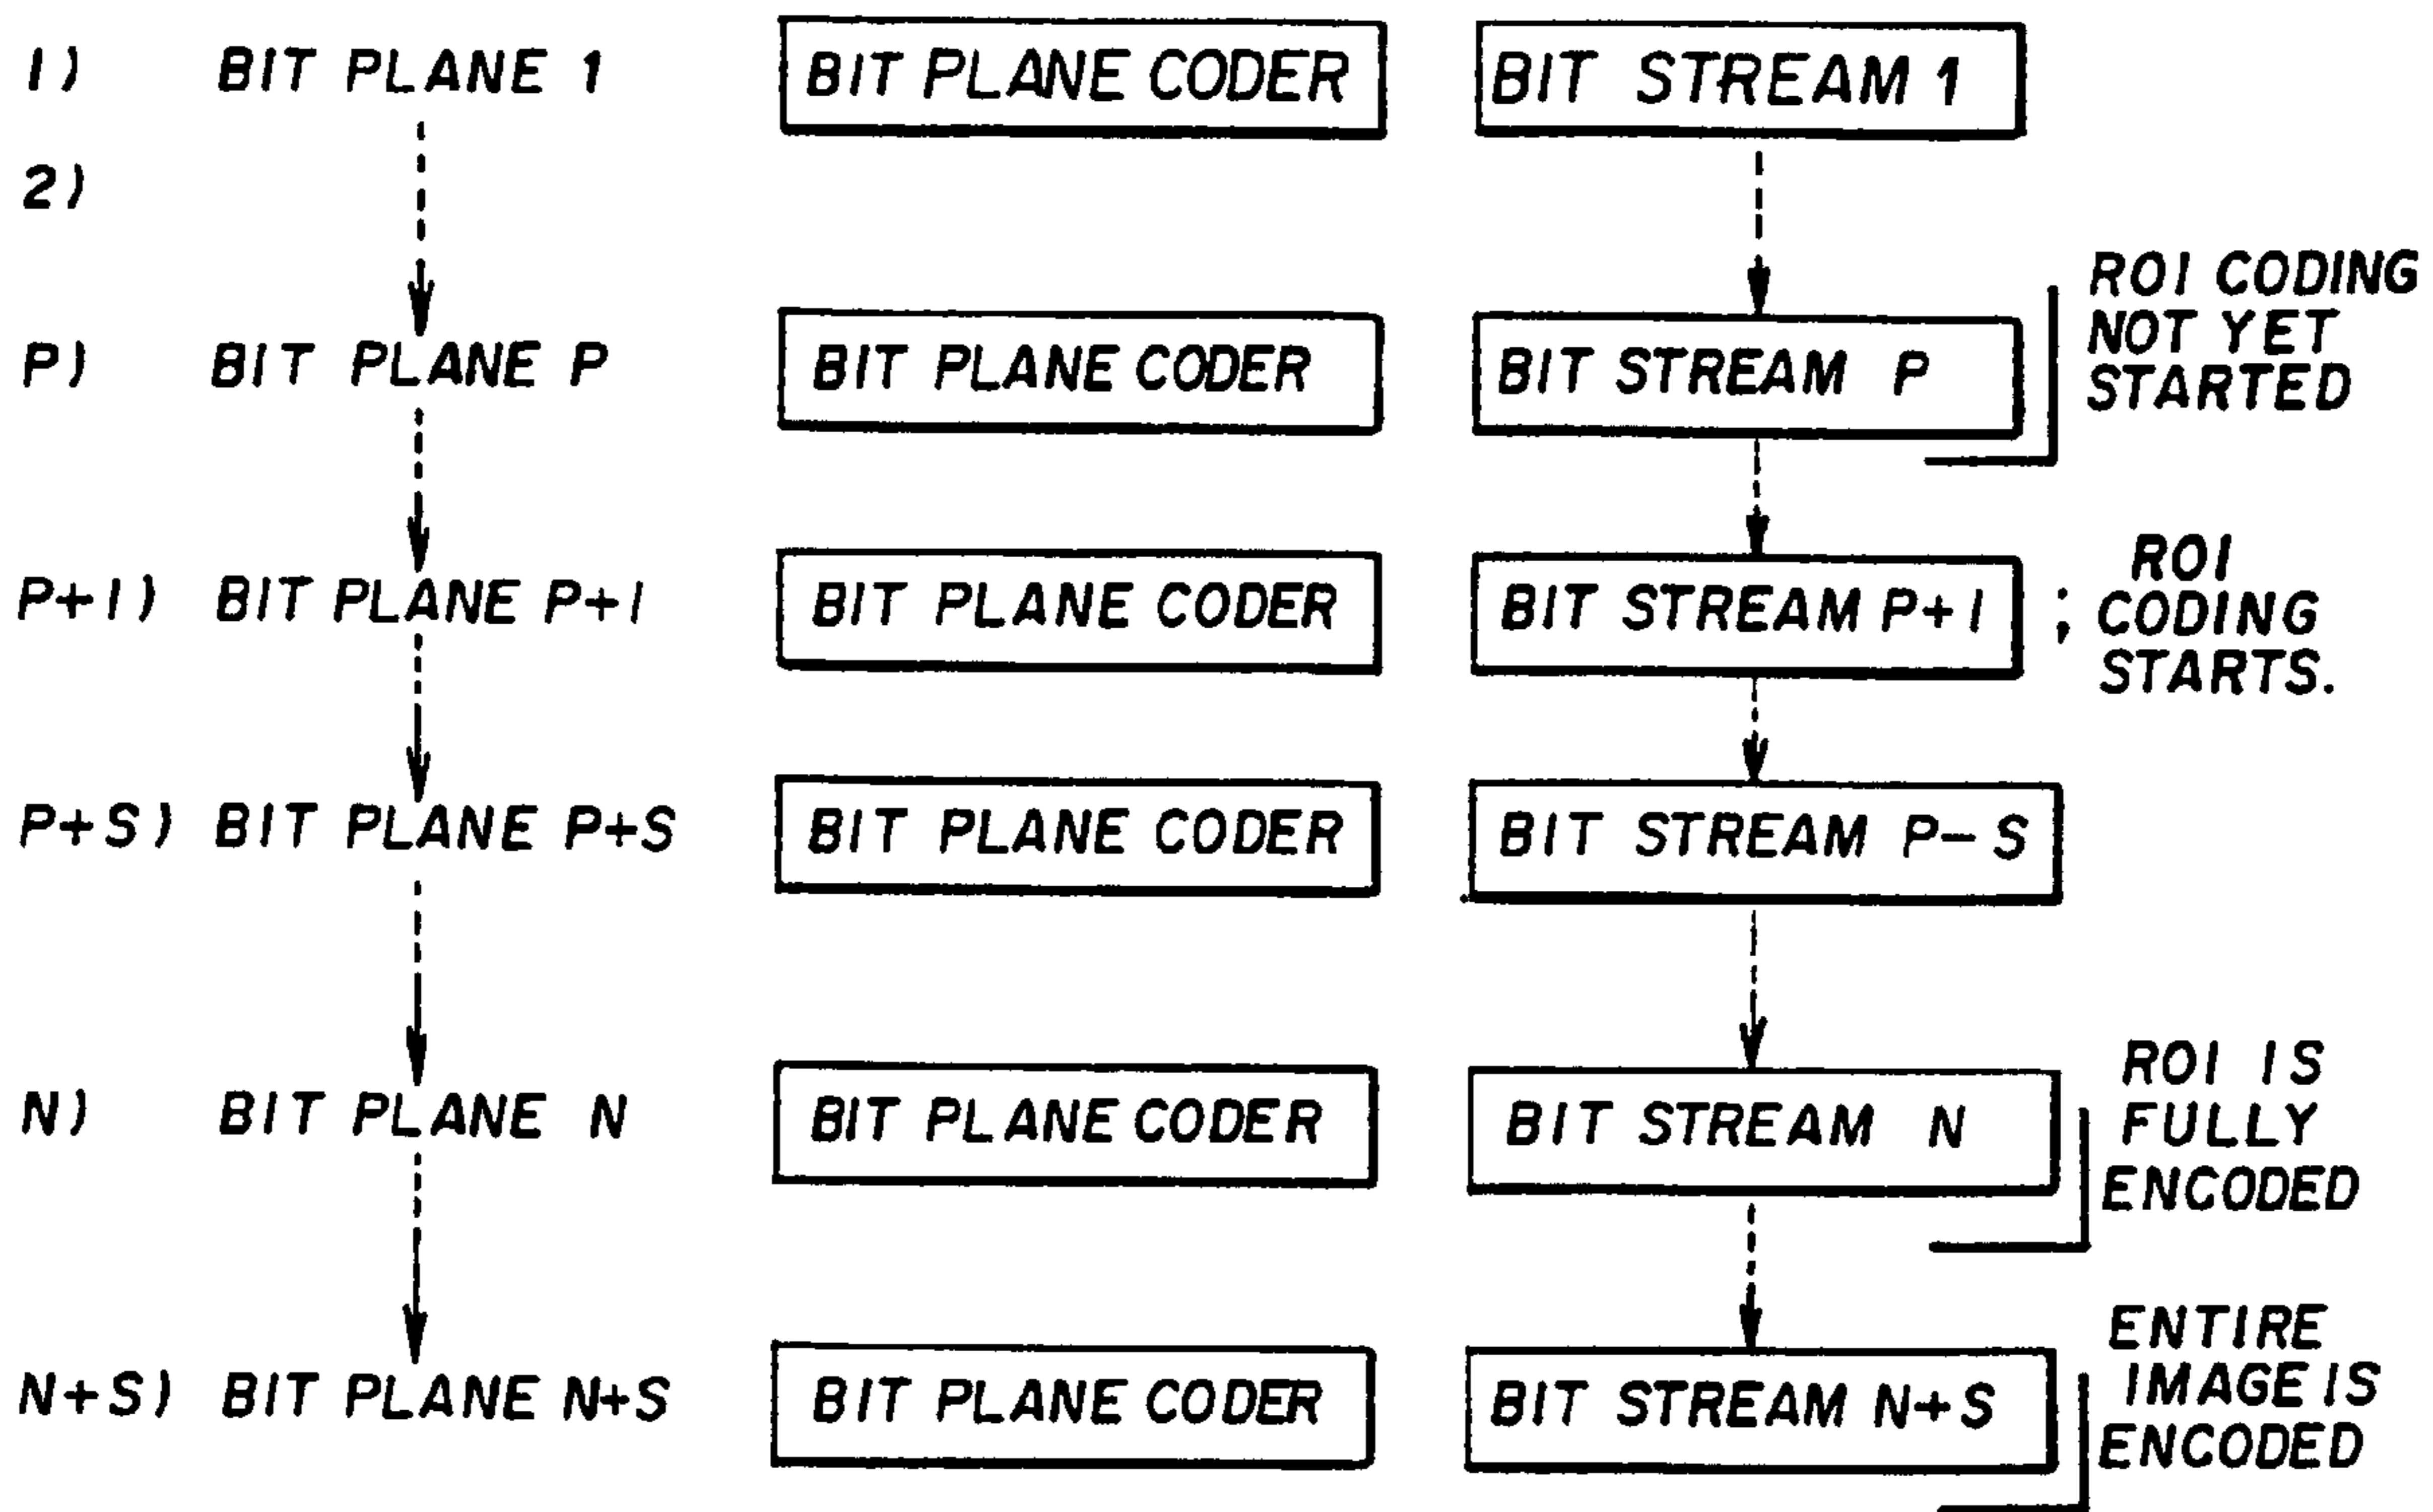 1) BIT PLANE 1 BIT PLANE CODER BIT STREAM 1
2)
P) BIT PLANE P BIT PLANE CODER BIT STREAM P
ROI CODING
NOT YET
STARTED
P+1) BIT PLANE P+1 BIT PLANE CODER BIT STREAM P+1 ;
ROI
CODING
STARTS.
P+S) BIT PLANE P+S BIT PLANE CODER BIT STREAM P-S
N) BIT PLANE N BIT PLANE CODER BIT STREAM N
ROI IS
FULLY
ENCODED
N+S) BIT PLANE N+S BIT PLANE CODER BIT STREAM N+S
ENTIRE
IMAGE IS
ENCODED